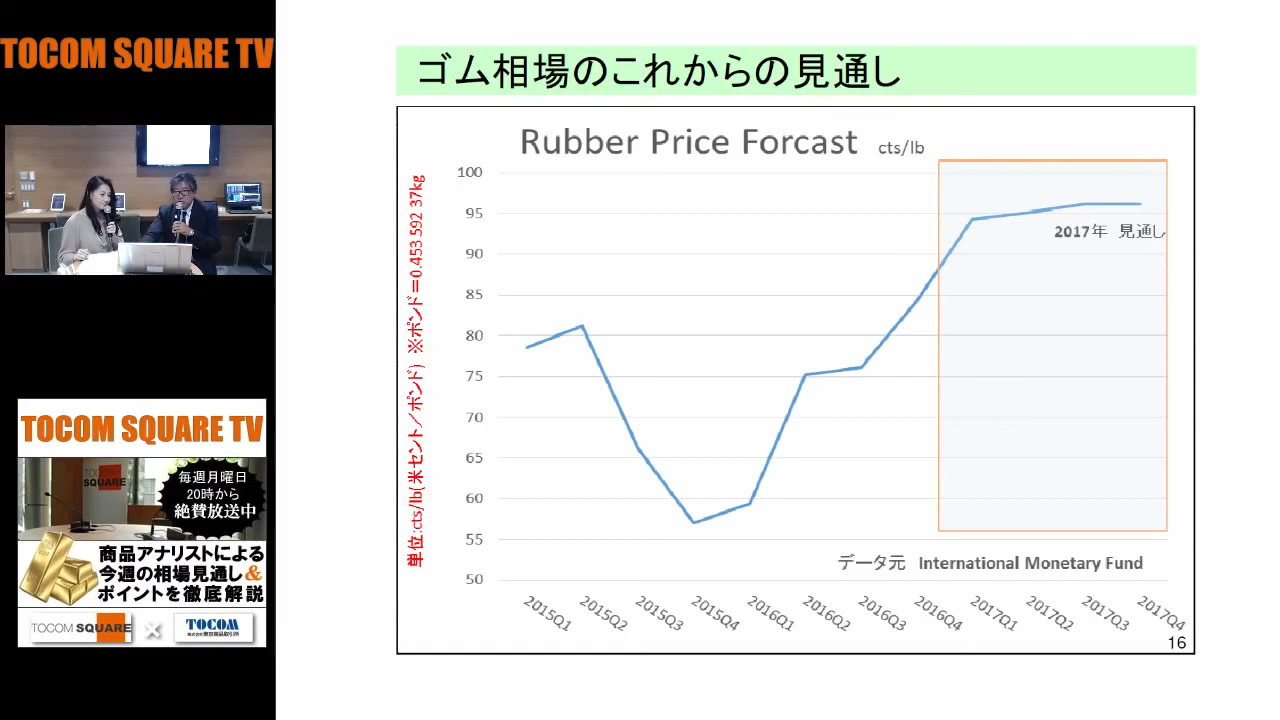 TOCOM SQUARE TV
TOCOM SQUARE TV
TOCOM
SQUARE
毎週月曜日
20時から
絶賛放送中
商品アナリストによる
今週の相場見通し&
ポイントを徹底解説
TOCOM SQUARE × TOCOM
株式会社東京商品取引所
ゴム相場のこれからの見通し
Rubber Price Forcast cts/lb
単位:cts/lb(米セント/ポンド) ※ポンド=0.453 592 37kg
100
95
90
85
80
75
70
65
60
55
50
2017年 見通し
データ元 International Monetary Fund
2015Q1
2015Q2
2015Q3
2015Q4
2016Q1
2016Q2
2016Q3
2016Q4
2017Q1
2017Q2
2017Q3
2017Q4
16